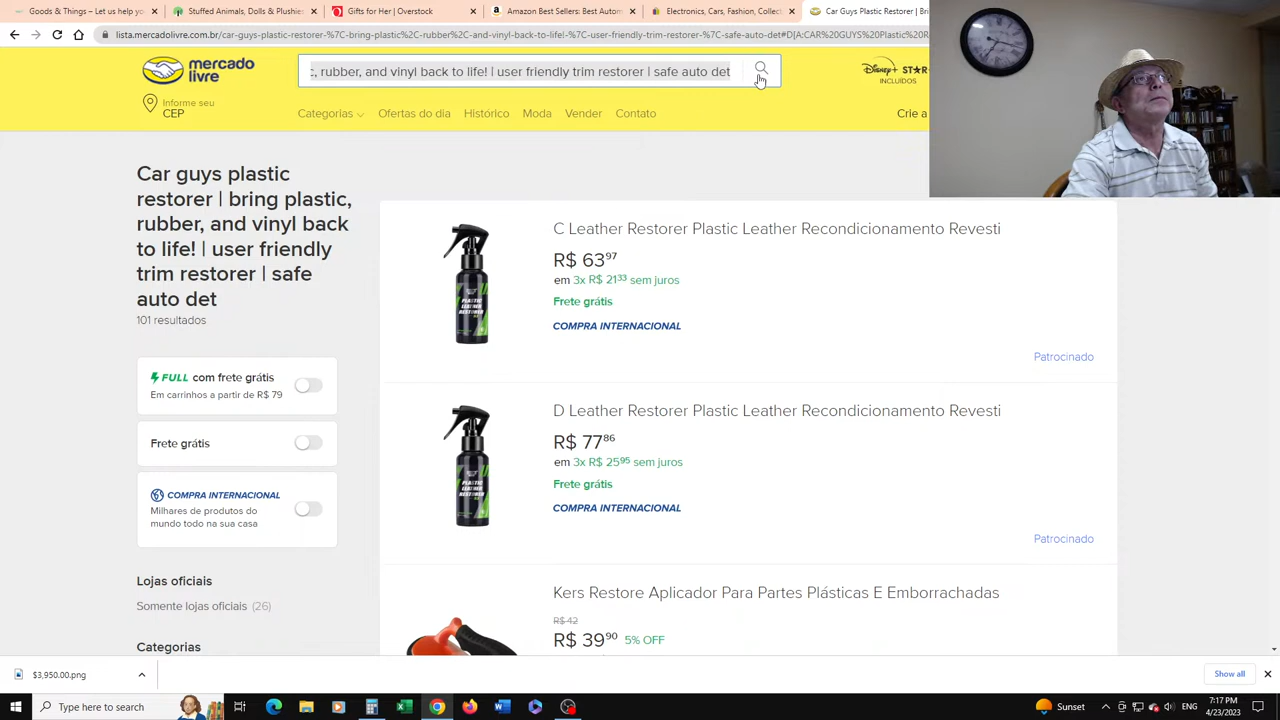 Goods & Things – Let us help you
Stuffed Animals, Dolls & Plushie
Gifts for Her | Overstock
Amazon Best Sellers: Best Autom
Electronics, Cars, Fashion, Collect
Car Guys Plastic Restorer | Bri
lista.mercadolivre.com.br/car-guys-plastic-restorer-%7C-bring-plastic%2C-rubber%2C-and-vinyl-back-to-life!-%7C-user-friendly-trim-restorer-%7C-safe-auto-det#D[A:CAR%20GUYS%20Plastic%20R
mercado
livre
c, rubber, and vinyl back to life! | user friendly trim restorer | safe auto det
Disney+ STAR+
INCLUÍDOS
Informe seu
CEP
Categorias
Ofertas do dia
Histórico
Moda
Vender
Contato
Crie a
Car guys plastic
restorer | bring plastic,
rubber, and vinyl back
to life! | user friendly
trim restorer | safe
auto det
101 resultados
FULL com frete grátis
Em carrinhos a partir de R$ 79
Frete grátis
COMPRA INTERNACIONAL
Milhares de produtos do
mundo todo na sua casa
Lojas oficiais
Somente lojas oficiais (26)
Categorias
C Leather Restorer Plastic Leather Recondicionamento Revesti
R$ 63 97
em 3x R$ 21 33 sem juros
Frete grátis
COMPRA INTERNACIONAL
Patrocinado
PLASTIC
LEATHER
RESTORER
D Leather Restorer Plastic Leather Recondicionamento Revesti
R$ 77 86
em 3x R$ 25 95 sem juros
Frete grátis
COMPRA INTERNACIONAL
Patrocinado
PLASTIC
LEATHER
RESTORER
Kers Restore Aplicador Para Partes Plásticas E Emborrachadas
R$ 42
R$ 39 90 5% OFF
$3,950.00.png
Show all
Type here to search
Sunset
7:17 PM
4/23/2023